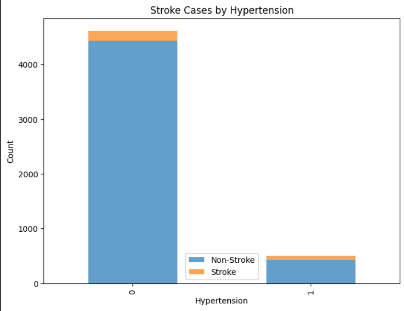 Stroke Cases by Hypertension
Count
4000
3000
2000
1000
0
Non-Stroke
Stroke
0
1
Hypertension